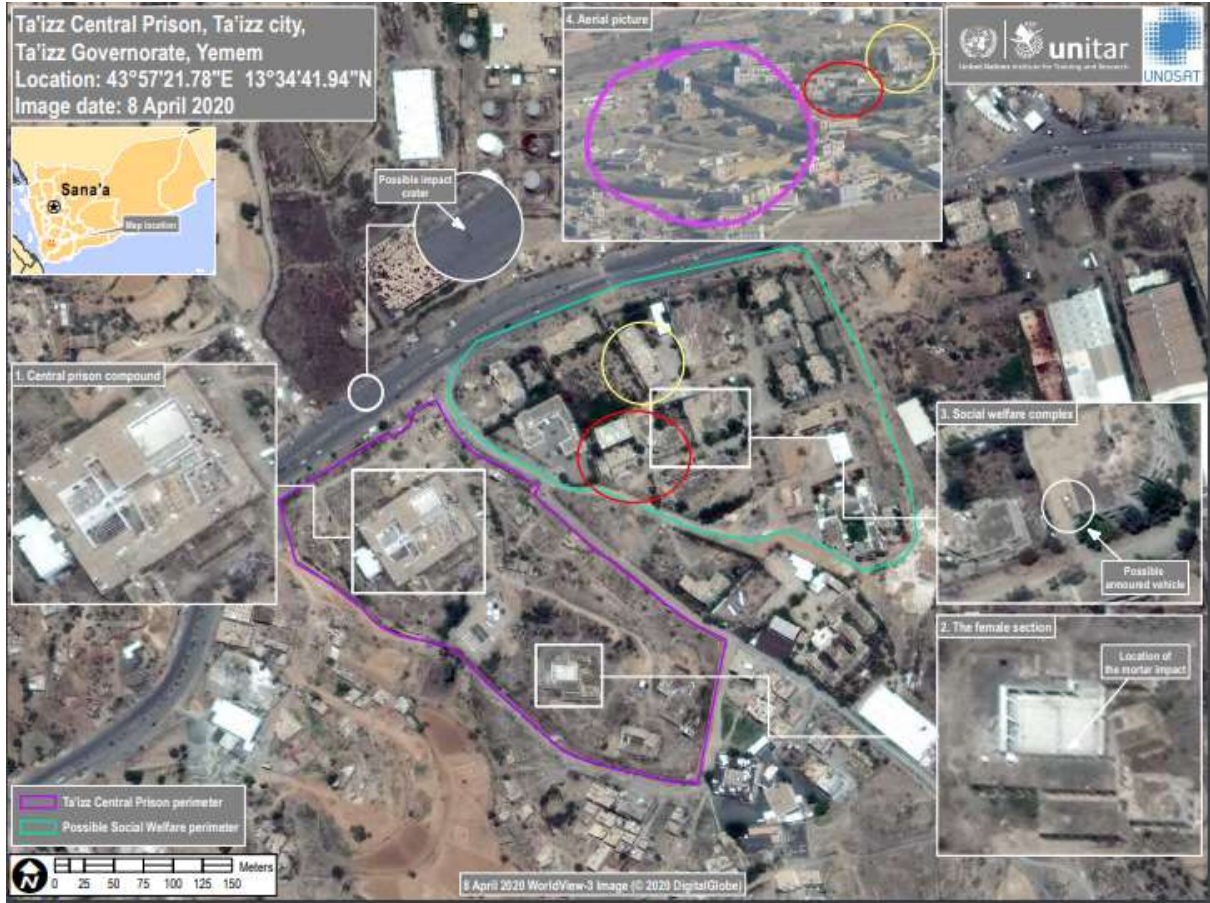 Ta'izz Central Prison, Ta'izz city,
Ta'izz Governorate, Yemem
Location: 43°57'21.78"E 13°34'41.94"N
Image date: 8 April 2020
4. Aerial picture
unitar
United Nations Institute for Training and Research
UNOSAT
Sana'a
Map location
Possible impact
crater
1. Central prison compound
3. Social welfare complex
Possible
armoured vehicle
2. The female section
Location of
the mortar impact
Ta'izz Central Prison perimeter
Possible Social Welfare perimeter
N
Meters
0 25 50 75 100 125 150
8 April 2020 WorldView-3 Image (© 2020 DigitalGlobe)